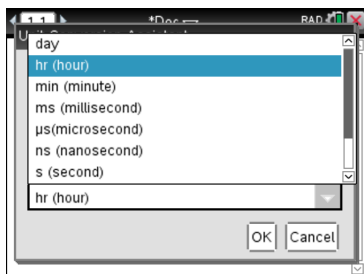 1.1 *Doc RAD
day
hr (hour)
min (minute)
ms (millisecond)
µs(microsecond)
ns (nanosecond)
s (second)
hr (hour)
OK Cancel